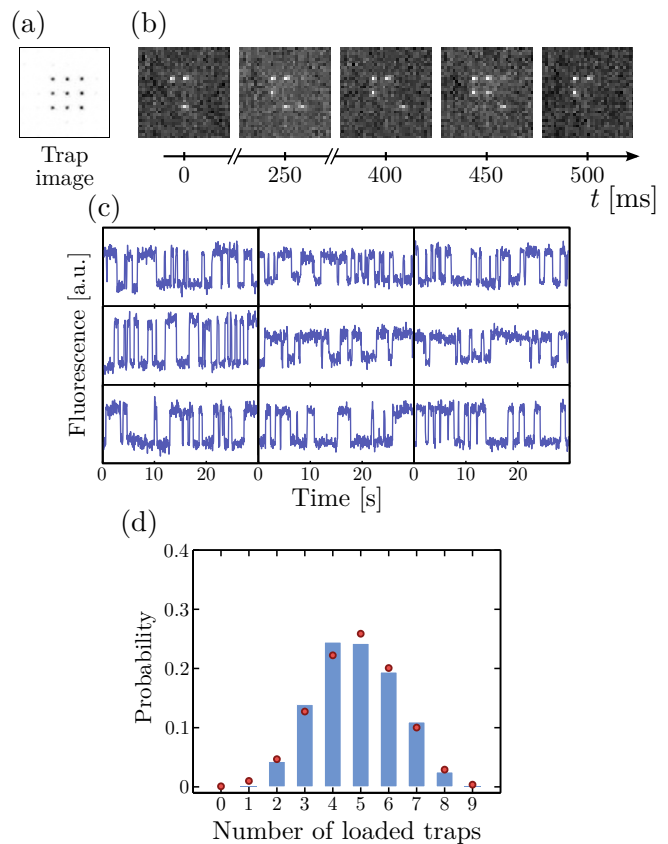 (a)
(b)
Trap
image
0
250
400
450
500
t [ms]
(c)
Fluorescence [a.u.]
0 10 20 0 10 20 0 10 20
Time [s]
(d)
Probability
0.4
0.3
0.2
0.1
0
0 1 2 3 4 5 6 7 8 9
Number of loaded traps